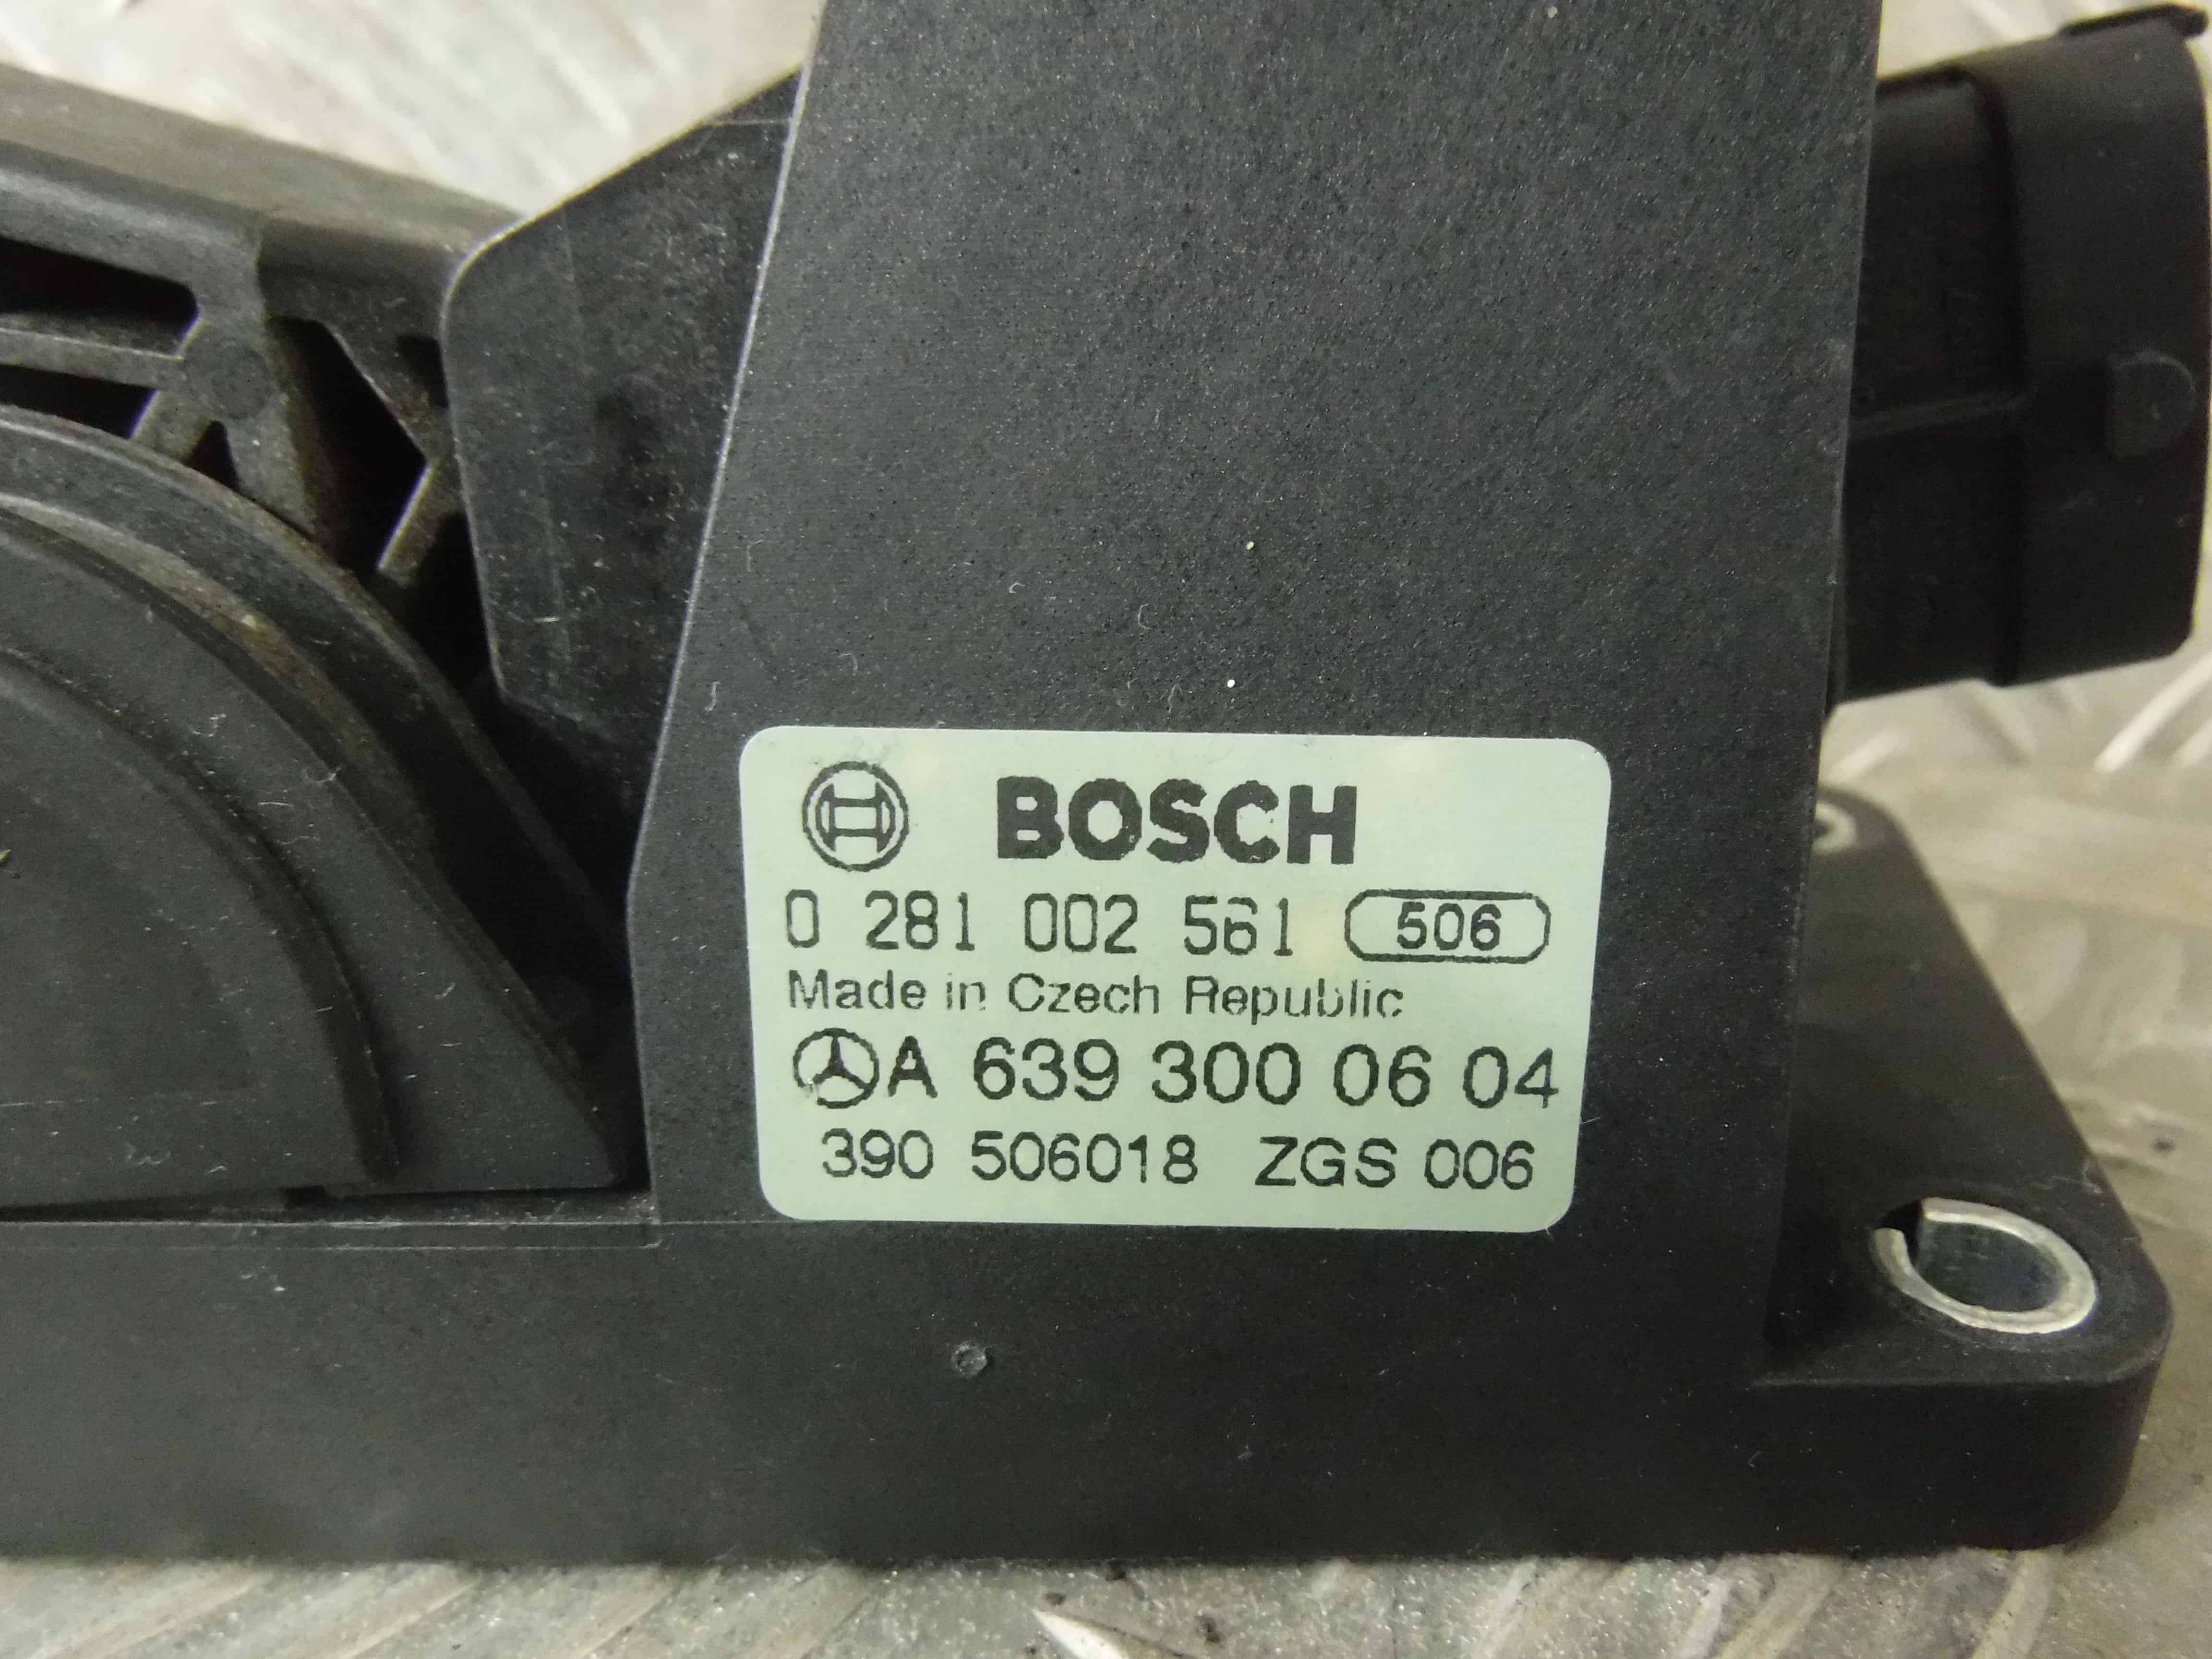 BOSCH
0 281 002 561 506
Made in Czech Republic
A 639 300 06 04
390 506018 ZGS 006